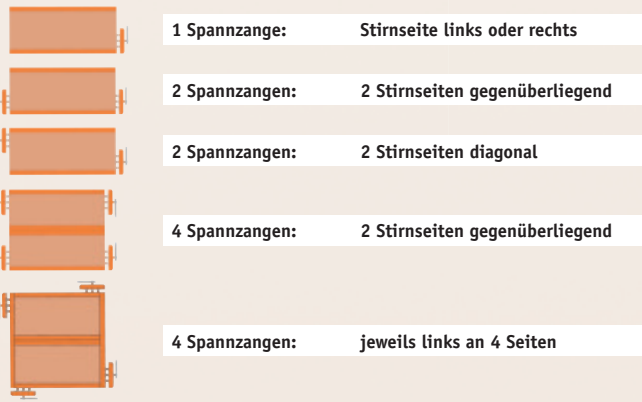 1 Spannzange: Stirnseite links oder rechts
2 Spannzangen: 2 Stirnseiten gegenüberliegend
2 Spannzangen: 2 Stirnseiten diagonal
4 Spannzangen: 2 Stirnseiten gegenüberliegend
4 Spannzangen: jeweils links an 4 Seiten